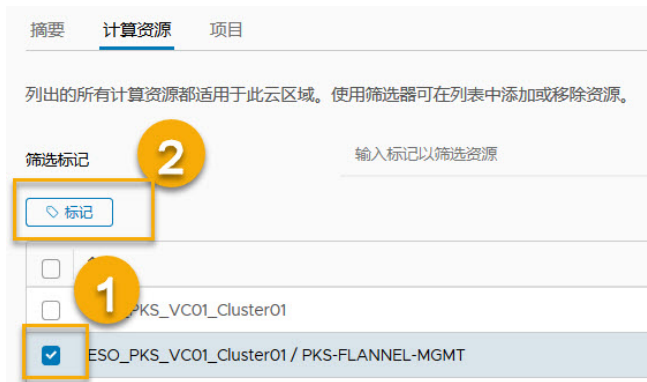 摘要 计算资源 项目
列出的所有计算资源都适用于此云区域。使用筛选器可在列表中添加或移除资源。
筛选标记 2 输入标记以筛选资源
标记
1
PKS_VC01_Cluster01
ESO_PKS_VC01_Cluster01 / PKS-FLANNEL-MGMT